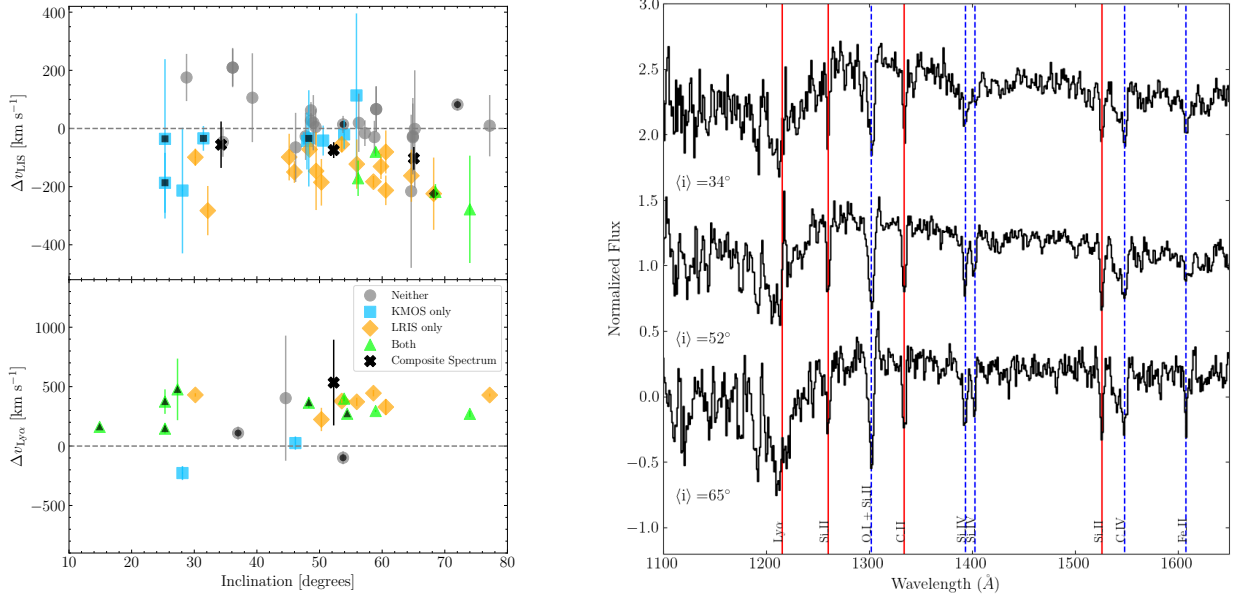 400
200
0
−200
−400
Δv_LIS [km s⁻¹]
1000
500
0
−500
Δv_Lyα [km s⁻¹]
Neither
KMOS only
LRIS only
Both
Composite Spectrum
10 20 30 40 50 60 70 80
Inclination [degrees]
3.0
2.5
2.0
1.5
1.0
0.5
0.0
−0.5
−1.0
Normalized Flux
⟨i⟩ =34°
⟨i⟩ =52°
⟨i⟩ =65°
Lyα
Si II
O I + Si II
C II
Si IV
Si IV
Si II
C IV
Fe II
1100 1200 1300 1400 1500 1600
Wavelength (Å)